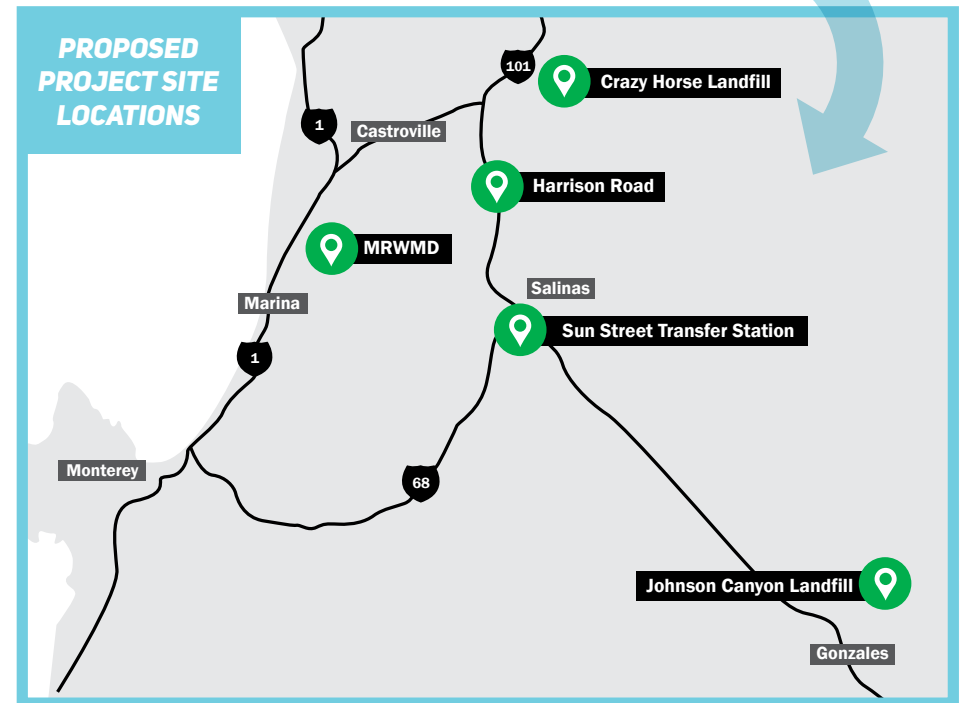 PROPOSED
PROJECT SITE
LOCATIONS
101
Crazy Horse Landfill
1
Castroville
Harrison Road
MRWMD
Salinas
Marina
Sun Street Transfer Station
1
Monterey
68
Johnson Canyon Landfill
Gonzales